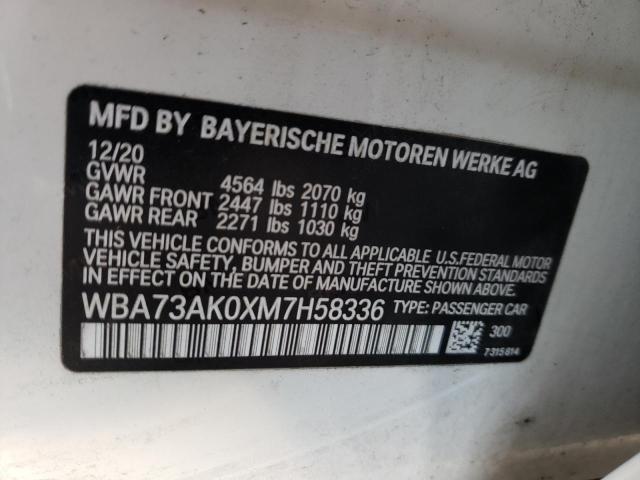 MFD BY BAYERISCHE MOTOREN WERKE AG
12/20
GVWR 4564 lbs 2070 kg
GAWR FRONT 2447 lbs 1110 kg
GAWR REAR 2271 lbs 1030 kg
THIS VEHICLE CONFORMS TO ALL APPLICABLE U.S.FEDERAL MOTOR
VEHICLE SAFETY, BUMPER, AND THEFT PREVENTION STANDARDS
IN EFFECT ON THE DATE OF MANUFACTURE SHOWN ABOVE.
WBA73AK0XM7H58336 TYPE: PASSENGER CAR
300
7315814